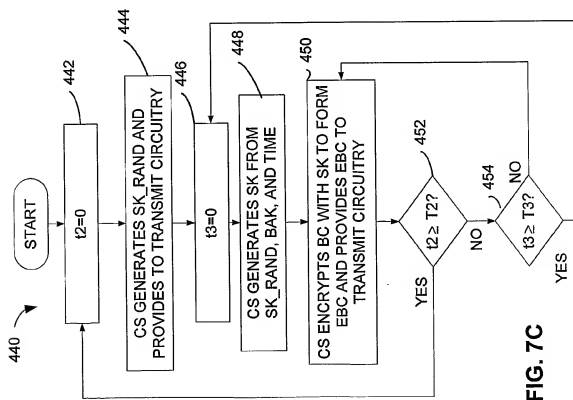 440
START
442
t2=0
444
CS GENERATES SK_RAND AND
PROVIDES TO TRANSMIT CIRCUITRY
446
t3=0
448
CS GENERATES SK FROM
SK_RAND, BAK, AND TIME
450
CS ENCRYPTS BC WITH SK TO FORM
EBC AND PROVIDES EBC TO
TRANSMIT CIRCUITRY
452
t2 ≥ T2?
YES
NO
454
t3 ≥ T3?
NO
YES
FIG. 7C